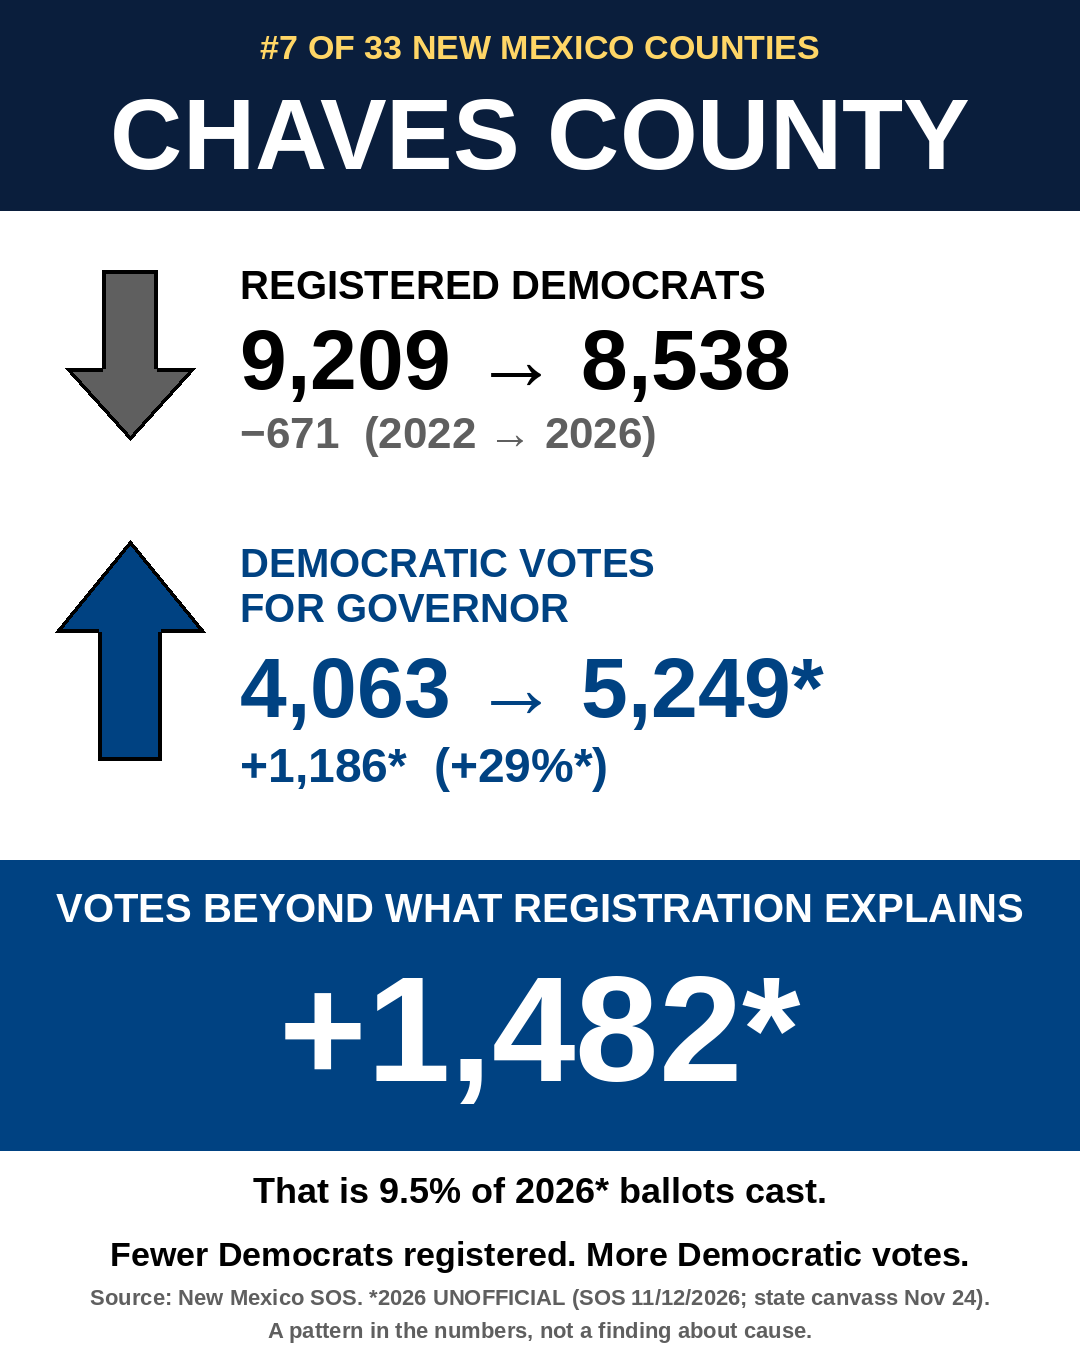 #7 OF 33 NEW MEXICO COUNTIES
CHAVES COUNTY
REGISTERED DEMOCRATS
9,209 → 8,538
−671 (2022 → 2026)
DEMOCRATIC VOTES
FOR GOVERNOR
4,063 → 5,249*
+1,186* (+29%*)
VOTES BEYOND WHAT REGISTRATION EXPLAINS
+1,482*
That is 9.5% of 2026* ballots cast.
Fewer Democrats registered. More Democratic votes.
Source: New Mexico SOS. *2026 UNOFFICIAL (SOS 11/12/2026; state canvass Nov 24).
A pattern in the numbers, not a finding about cause.